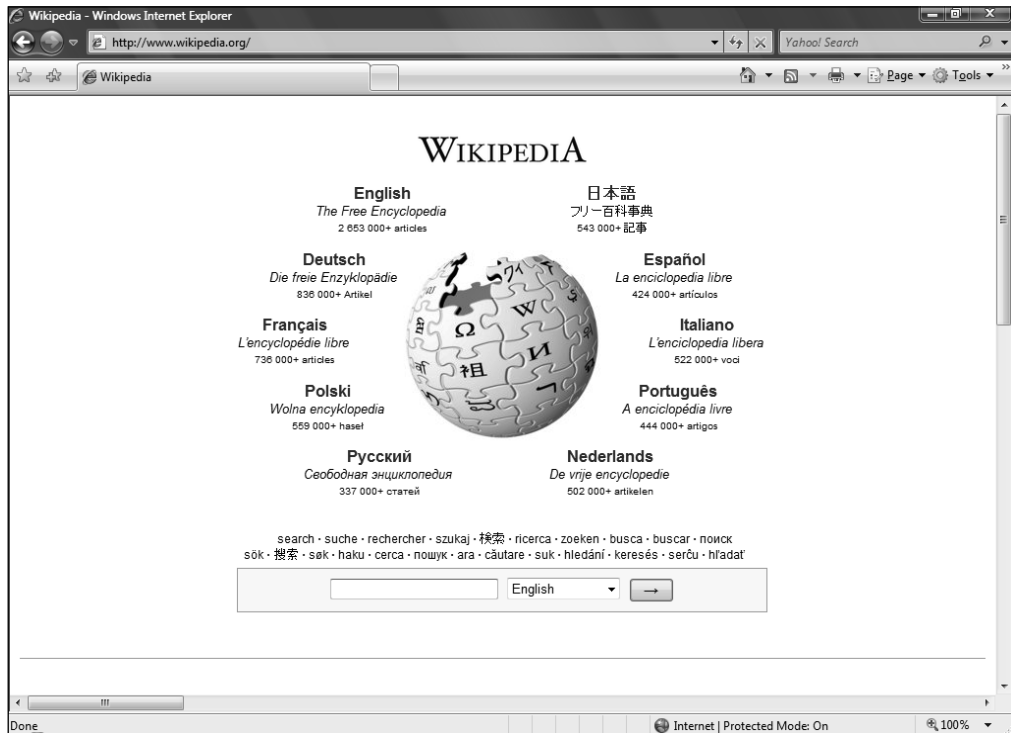 Wikipedia - Windows Internet Explorer
http://www.wikipedia.org/
Yahoo! Search
Wikipedia
Page
Tools
WIKIPEDIA
English
The Free Encyclopedia
2 653 000+ articles
日本語
フリー百科事典
543 000+ 記事
Deutsch
Die freie Enzyklopädie
836 000+ Artikel
Español
La enciclopedia libre
424 000+ artículos
Français
L'encyclopédie libre
736 000+ articles
Italiano
L'enciclopedia libera
522 000+ voci
Polski
Wolna encyklopedia
559 000+ haseł
Português
A enciclopédia livre
444 000+ artigos
Русский
Свободная энциклопедия
337 000+ статей
Nederlands
De vrije encyclopedie
502 000+ artikelen
Ω
W
И
祖
search · suche · rechercher · szukaj · 検索 · ricerca · zoeken · busca · buscar · поиск
sök · 搜索 · søk · haku · cerca · пошук · ara · căutare · suk · hledání · keresés · serĉu · hľadať
English
→
Done
Internet | Protected Mode: On
100%